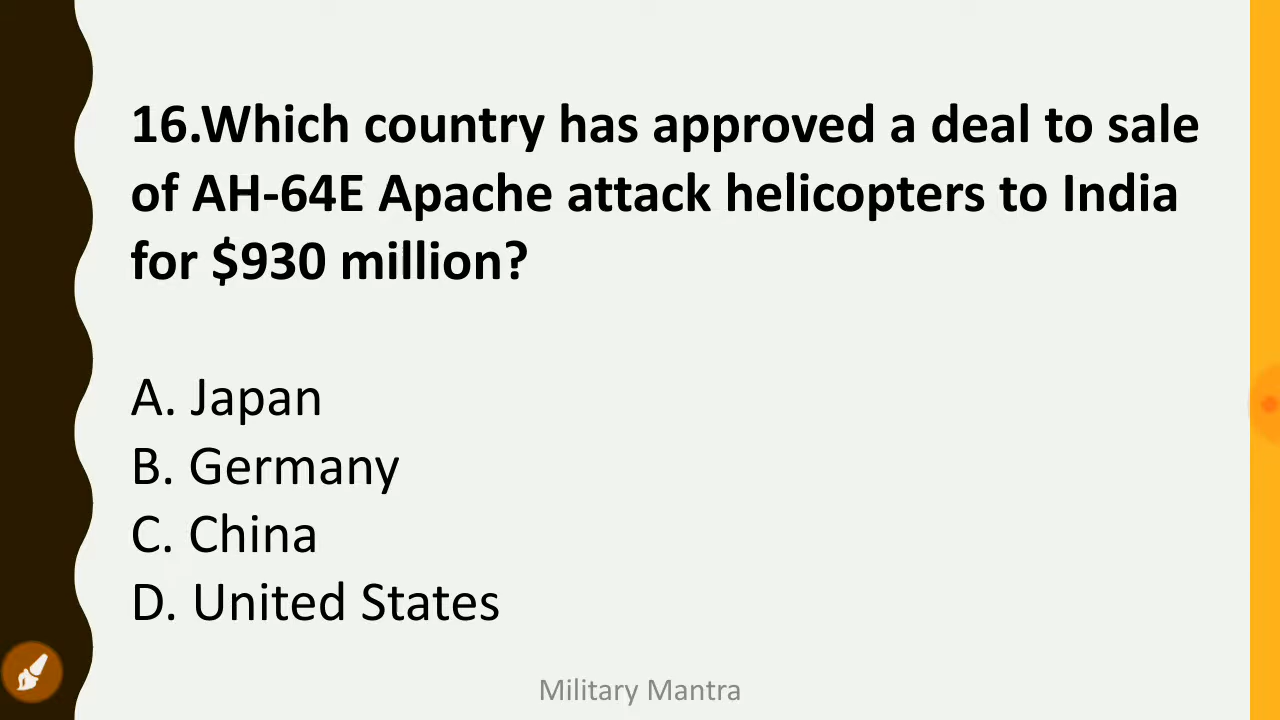 16.Which country has approved a deal to sale
of AH-64E Apache attack helicopters to India
for $930 million?
A. Japan
B. Germany
C. China
D. United States
Military Mantra